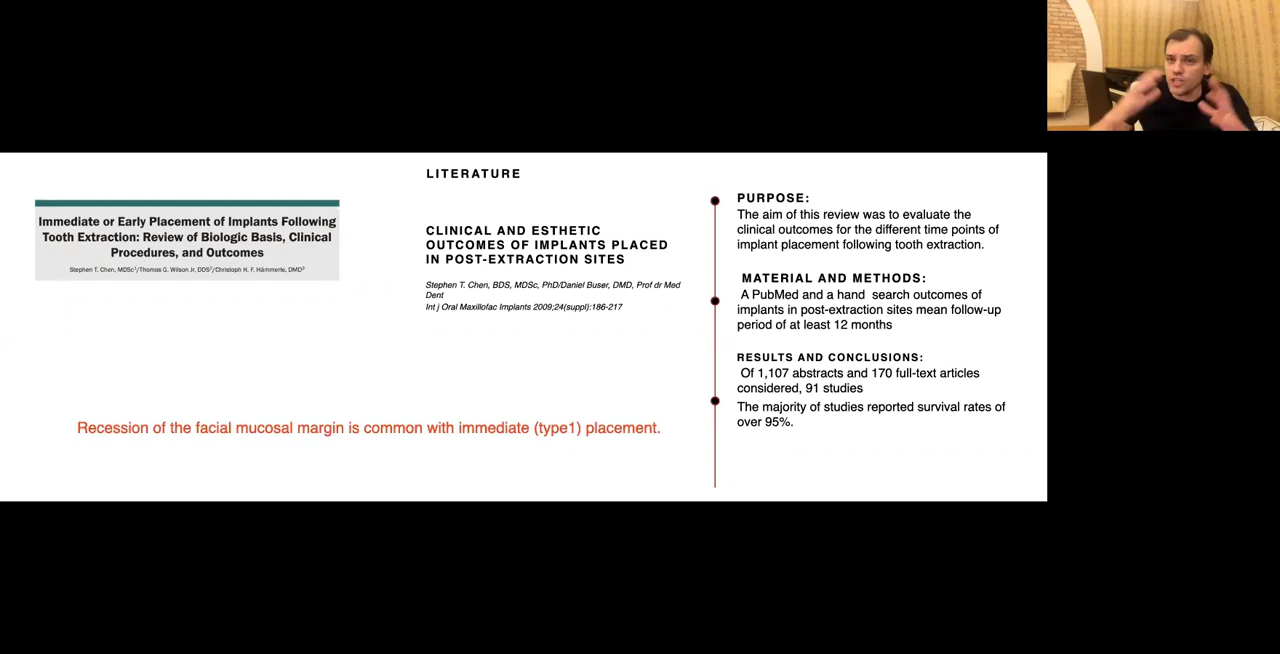 Immediate or Early Placement of Implants Following
Tooth Extraction: Review of Biologic Basis, Clinical
Procedures, and Outcomes
Stephen T. Chen, MDSc¹/Thomas G. Wilson Jr, DDS²/Christoph H. F. Hämmerle, DMD³
LITERATURE
CLINICAL AND ESTHETIC
OUTCOMES OF IMPLANTS PLACED
IN POST-EXTRACTION SITES
Stephen T. Chen, BDS, MDSc, PhD/Daniel Buser, DMD, Prof dr Med
Dent
Int j Oral Maxillofac Implants 2009;24(suppl):186-217
Recession of the facial mucosal margin is common with immediate (type1) placement.
PURPOSE:
The aim of this review was to evaluate the
clinical outcomes for the different time points of
implant placement following tooth extraction.
MATERIAL AND METHODS:
A PubMed and a hand search outcomes of
implants in post-extraction sites mean follow-up
period of at least 12 months
RESULTS AND CONCLUSIONS:
Of 1,107 abstracts and 170 full-text articles
considered, 91 studies
The majority of studies reported survival rates of
over 95%.